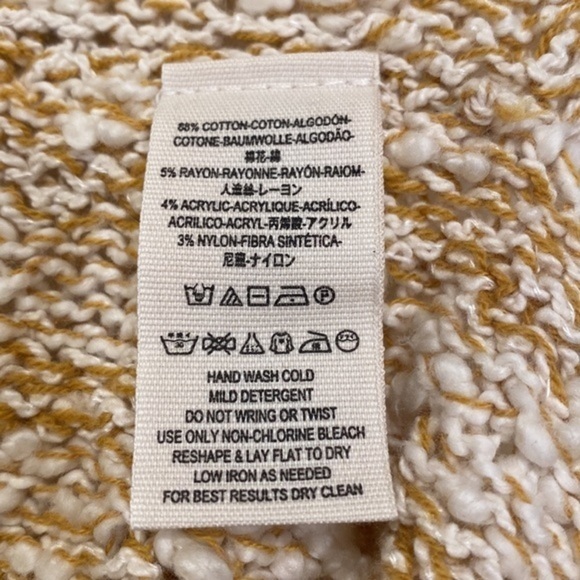 88% COTTON-COTON-ALGODÓN-
COTONE-BAUMWOLLE-ALGODÃO-
棉花-綿
5% RAYON-RAYONNE-RAYÓN-RAIOM-
人造絲-レーヨン
4% ACRYLIC-ACRYLIQUE-ACRÍLICO-
ACRILICO-ACRYL-丙烯酸-アクリル
3% NYLON-FIBRA SINTÉTICA-
尼龍-ナイロン
HAND WASH COLD
MILD DETERGENT
DO NOT WRING OR TWIST
USE ONLY NON-CHLORINE BLEACH
RESHAPE & LAY FLAT TO DRY
LOW IRON AS NEEDED
FOR BEST RESULTS DRY CLEAN